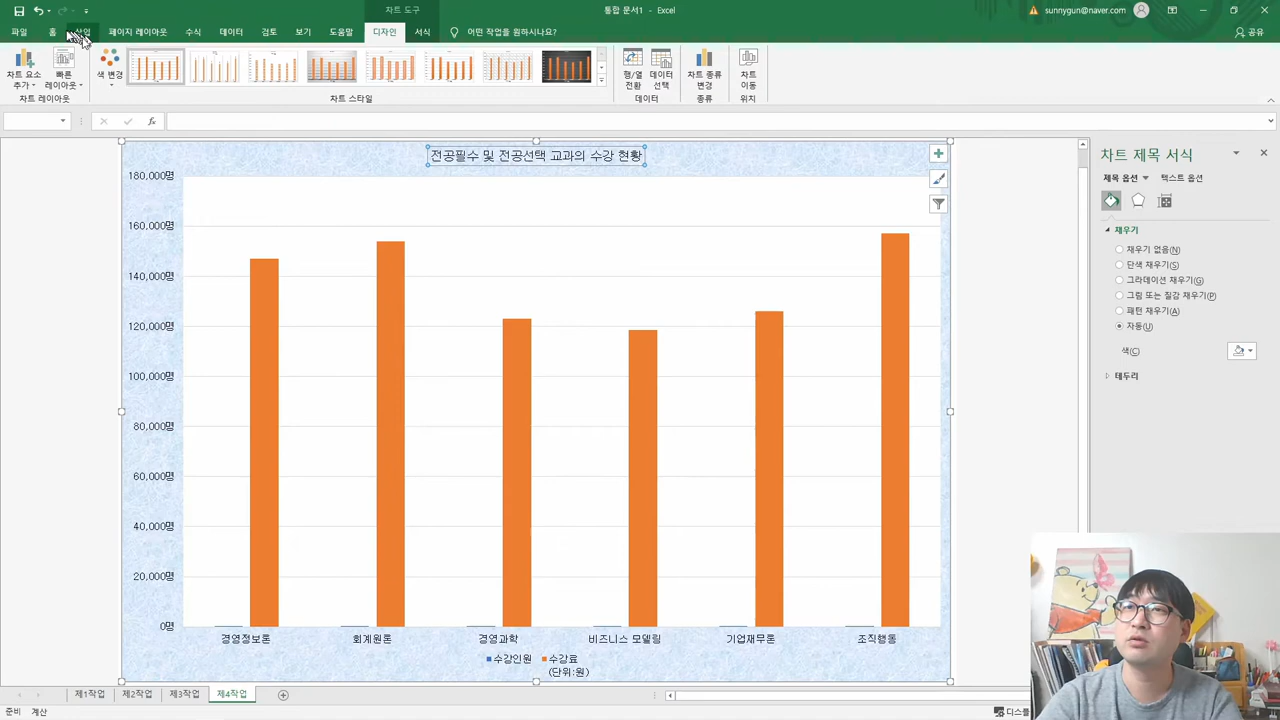 차트 도구
통합 문서1 - Excel
sunnygun@naver.com
파일 홈 삽입 페이지 레이아웃 수식 데이터 검토 보기 도움말 디자인 서식 어떤 작업을 원하시나요?
공유
차트 요소 추가 빠른 레이아웃 색 변경 행/열 전환 데이터 선택 차트 종류 변경 차트 이동
차트 레이아웃 차트 스타일 데이터 종류 위치
fx
전공필수 및 전공선택 교과의 수강 현황
180,000명
160,000명
140,000명
120,000명
100,000명
80,000명
60,000명
40,000명
20,000명
0명
경영정보론 회계원론 경영과학 비즈니스 모델링 기업재무론 조직행동
수강인원 수강료
(단위:원)
차트 제목 서식
제목 옵션 텍스트 옵션
채우기
채우기 없음(N)
단색 채우기(S)
그라데이션 채우기(G)
그림 또는 질감 채우기(P)
패턴 채우기(A)
자동(U)
색(C)
테두리
제1작업 제2작업 제3작업 제4작업
준비 계산